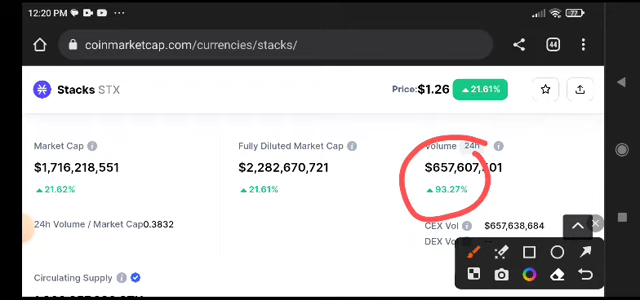 12:20 PM
77
coinmarketcap.com/currencies/stacks/
44
Stacks STX
Price:$1.26 21.61%
Market Cap
Fully Diluted Market Cap
Volume 24h
$1,716,218,551
$2,282,670,721
21.62%
21.61%
93.27%
24h Volume / Market Cap0.3832
CEX Vol $657,638,684
DEX Vol --
Circulating Supply